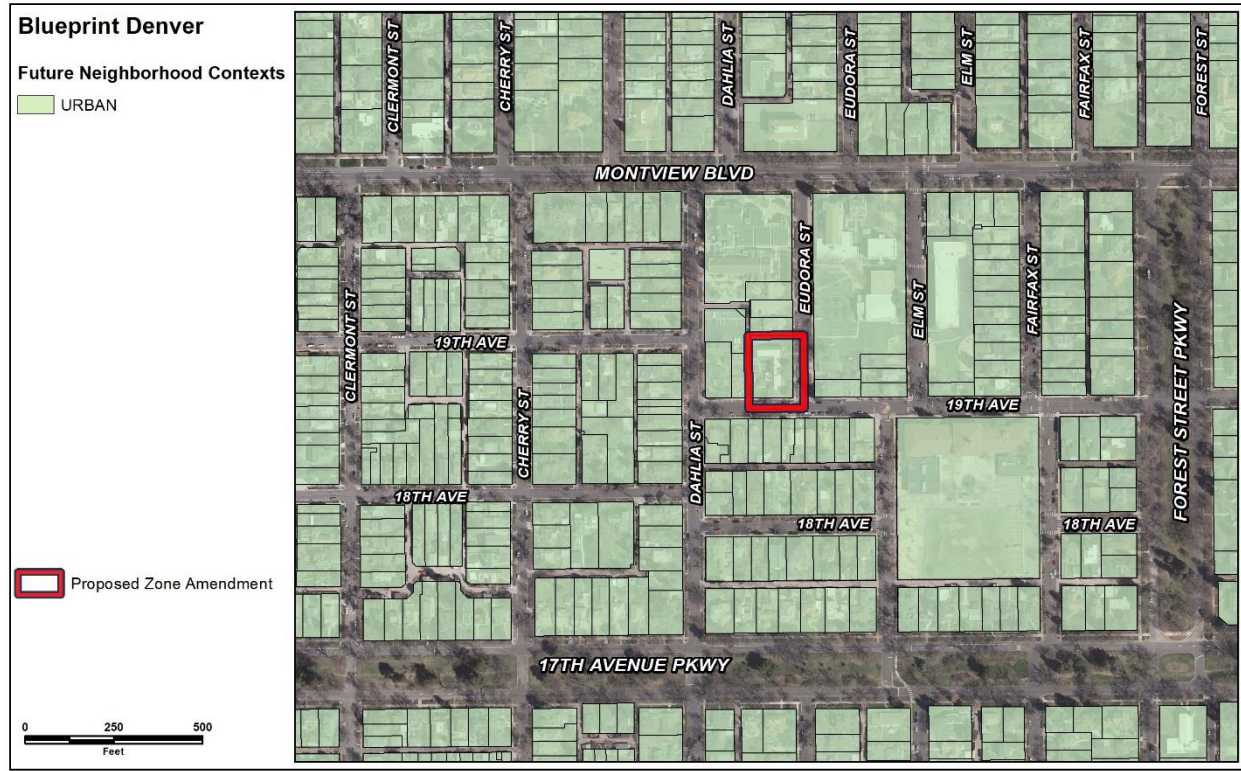 Blueprint Denver
Future Neighborhood Contexts
URBAN
Proposed Zone Amendment
0 250 500
Feet
CLERMONT ST
CHERRY ST
DAHLIA ST
EUDORA ST
ELM ST
FAIRFAX ST
FOREST ST
MONTVIEW BLVD
EUDORA ST
CLERMONT ST
19TH AVE
ELM ST
FAIRFAX ST
FOREST STREET PKWY
CHERRY ST
DAHLIA ST
19TH AVE
18TH AVE
18TH AVE
18TH AVE
17TH AVENUE PKWY